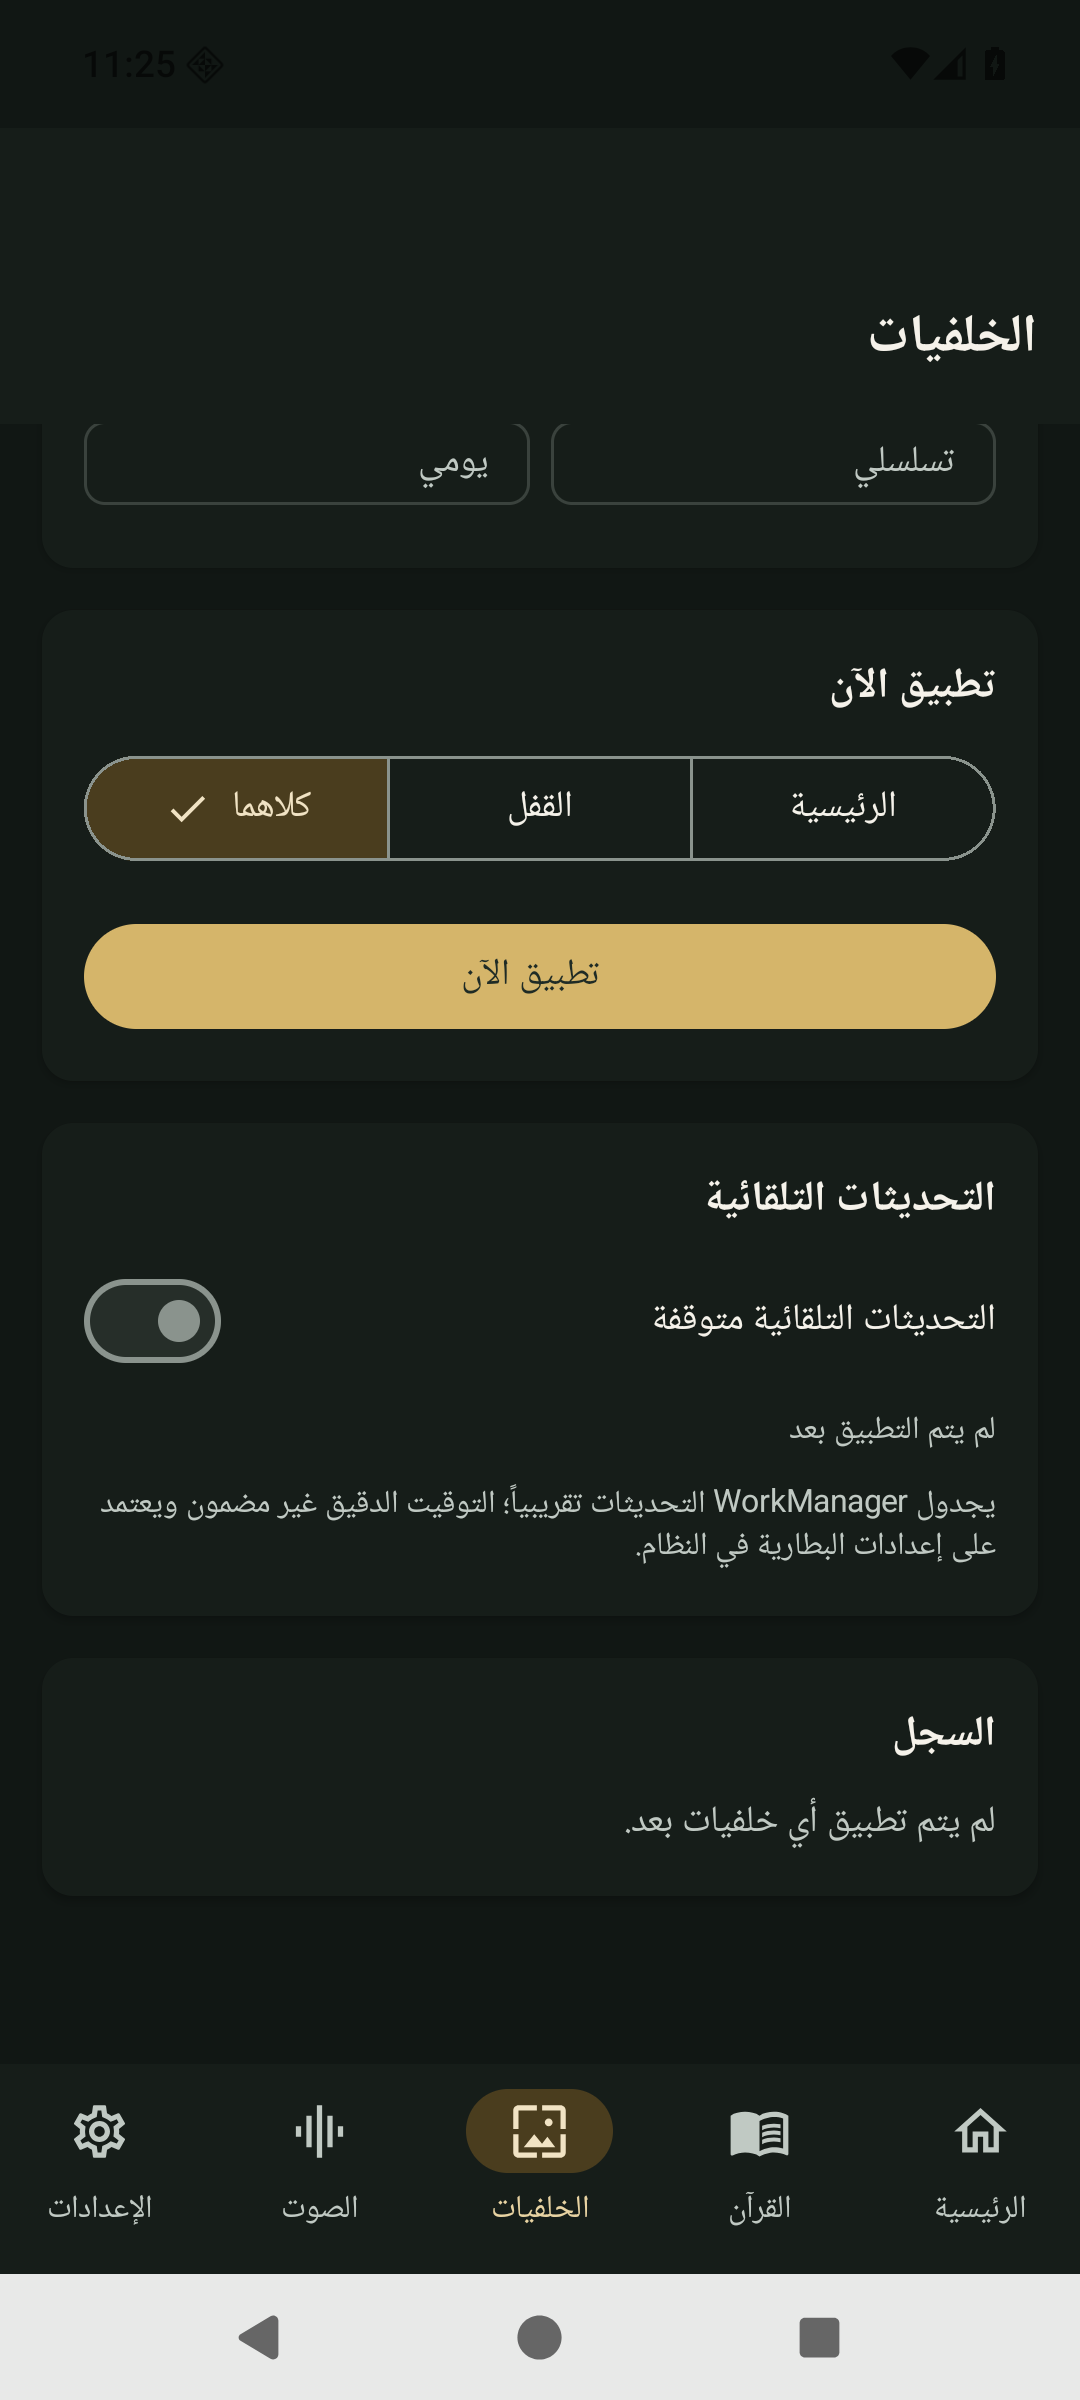 11:25
الخلفيات
تسلسلي
يومي
تطبيق الآن
الرئيسية
القفل
كلاهما
تطبيق الآن
التحديثات التلقائية
التحديثات التلقائية متوقفة
لم يتم التطبيق بعد
يجدول WorkManager التحديثات تقريبياً؛ التوقيت الدقيق غير مضمون ويعتمد
على إعدادات البطارية في النظام.
السجل
لم يتم تطبيق أي خلفيات بعد.
الرئيسية
القرآن
الخلفيات
الصوت
الإعدادات